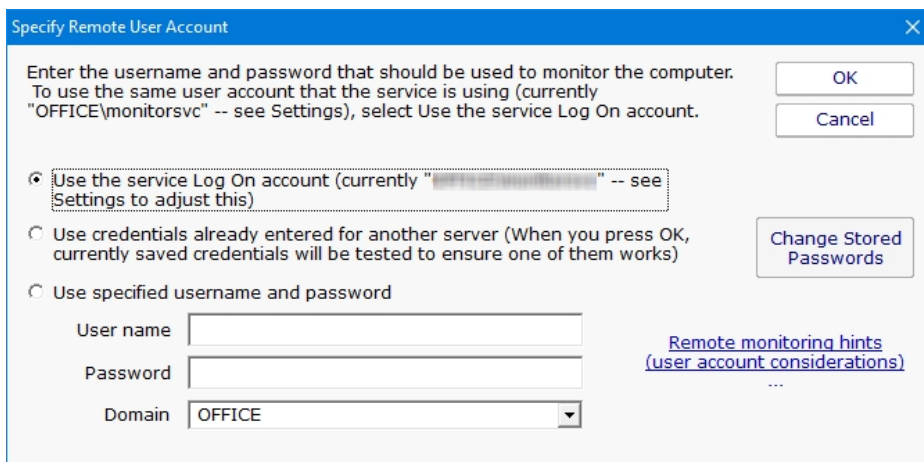 Specify Remote User Account
Enter the username and password that should be used to monitor the computer.
To use the same user account that the service is using (currently
"OFFICE\monitorsvc" -- see Settings), select Use the service Log On account.
OK
Cancel
Use the service Log On account (currently "" -- see
Settings to adjust this)
Use credentials already entered for another server (When you press OK,
currently saved credentials will be tested to ensure one of them works)
Change Stored
Passwords
Use specified username and password
User name
Password
Domain
OFFICE
Remote monitoring hints
(user account considerations)
...